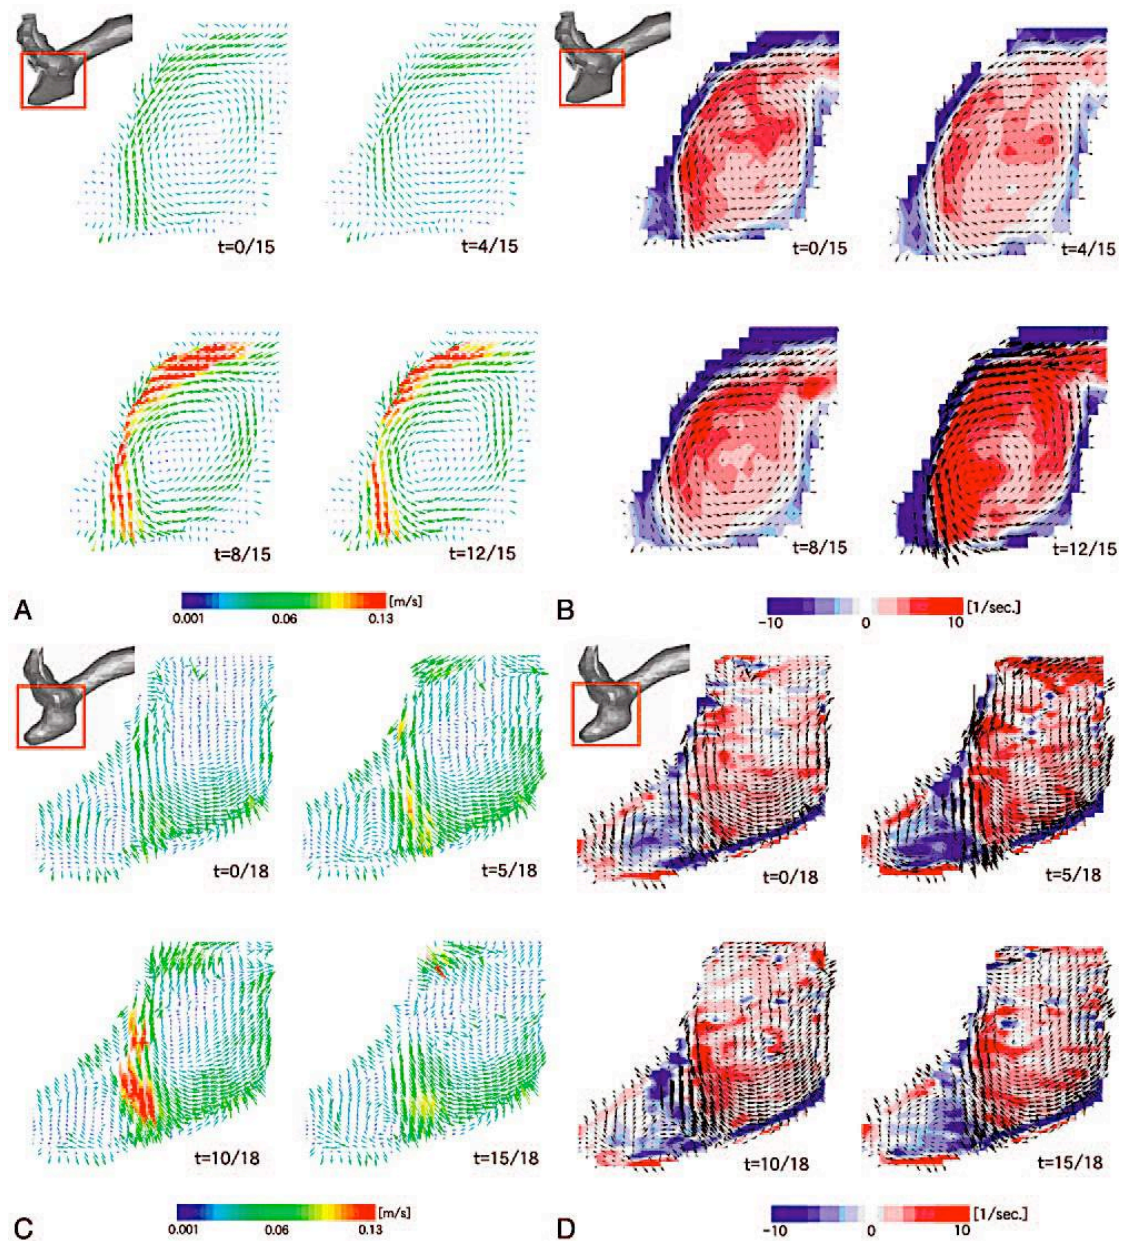 t=0/15
t=4/15
t=0/15
t=4/15
t=8/15
t=12/15
t=8/15
t=12/15
A
[m/s]
0.001 0.06 0.13
B
[1/sec.]
-10 0 10
t=0/18
t=5/18
t=0/18
t=5/18
t=10/18
t=15/18
t=10/18
t=15/18
C
[m/s]
0.001 0.06 0.13
D
[1/sec.]
-10 0 10